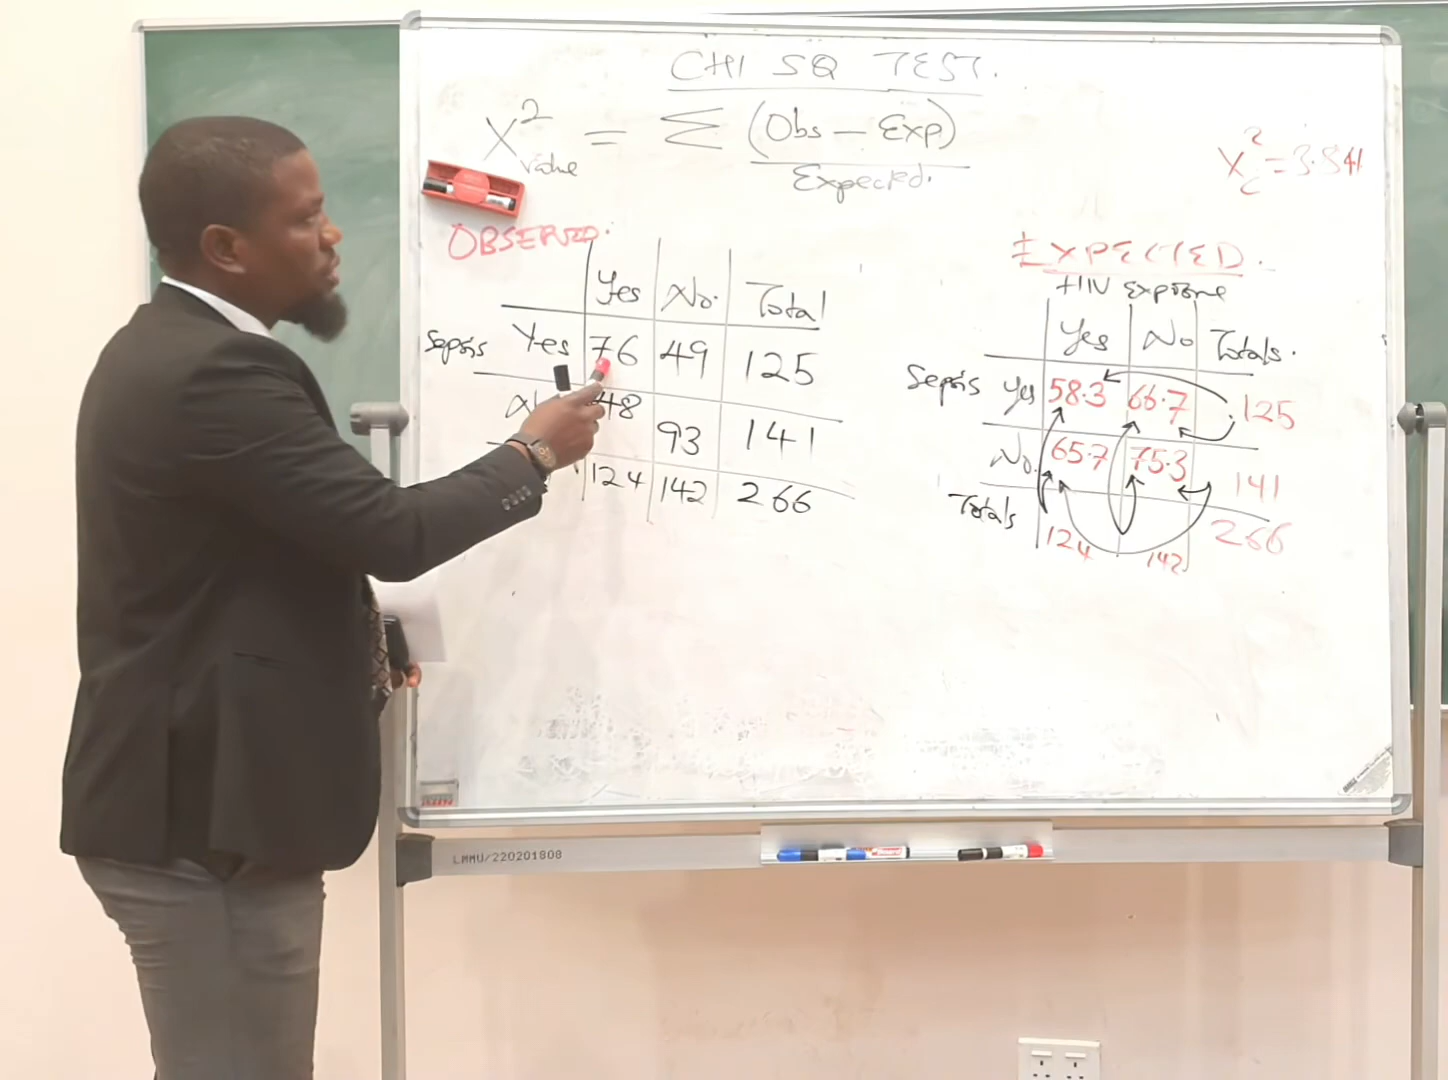 CHI SQ TEST.
X² value = Σ (Obs - Exp)
Expected.
X²c = 3.841
OBSERVED.
Yes No. Total
Sepsis Yes 76 49 125
48 93 141
124 142 266
EXPECTED.
HIV Exposure
Yes No Totals.
Sepsis Yes 58.3 66.7 125
No. 65.7 75.3 141
Totals 124 142 266
LMMU/220201808